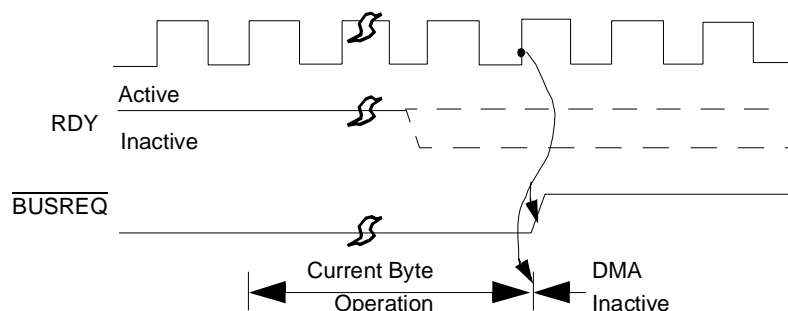 Active
RDY
Inactive
BUSREQ
Current Byte
Operation
DMA
Inactive